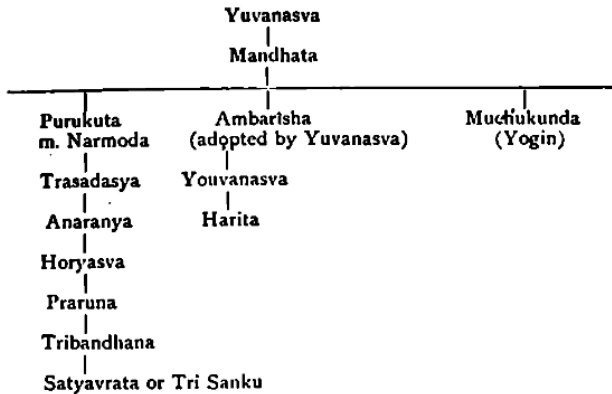 Yuvanasva
Mandhata
Purukuta Ambarisha Muchukunda
m. Narmoda (adopted by Yuvanasva) (Yogin)
Trasadasya Youvanasva
Anaranya Harita
Horyasva
Praruna
Tribandhana
Satyavrata or Tri Sanku